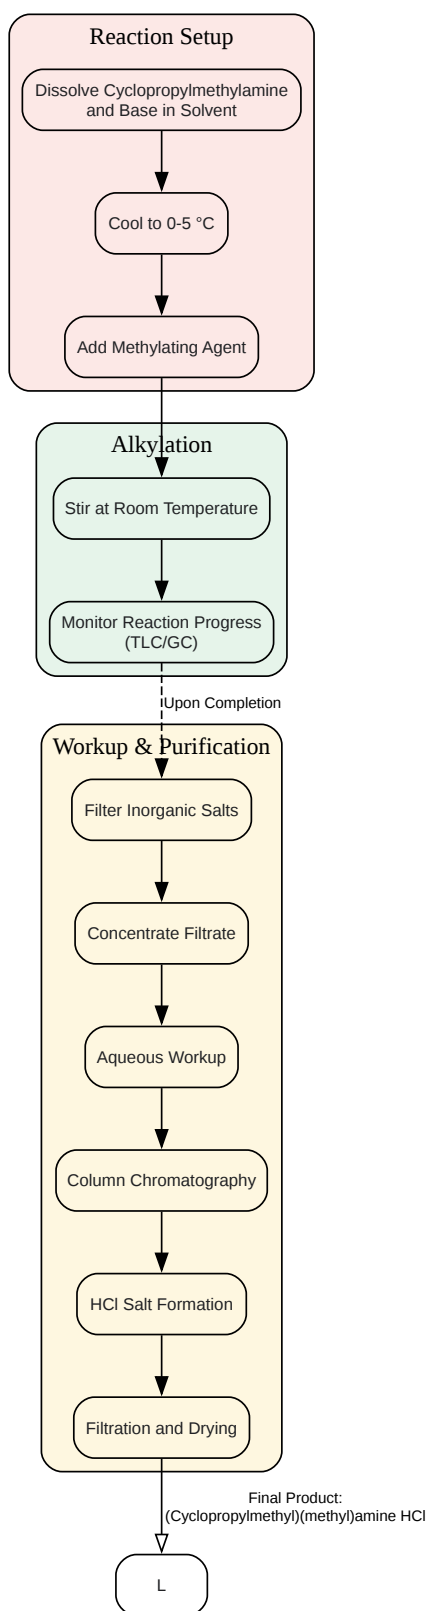 Reaction Setup
Dissolve Cyclopropylmethylamine
and Base in Solvent
Cool to 0-5 °C
Add Methylating Agent
Alkylation
Stir at Room Temperature
Monitor Reaction Progress
(TLC/GC)
Upon Completion
Workup & Purification
Filter Inorganic Salts
Concentrate Filtrate
Aqueous Workup
Column Chromatography
HCl Salt Formation
Filtration and Drying
Final Product:
(Cyclopropylmethyl)(methyl)amine HCl
L